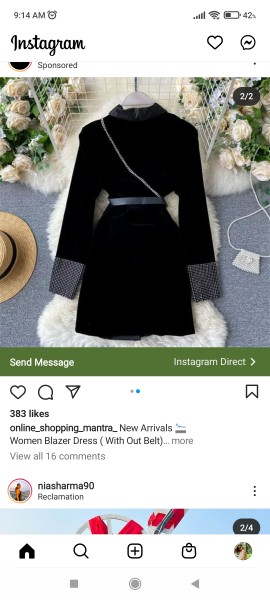 9:14 AM
42%
Instagram
Sponsored
2/2
Send Message
Instagram Direct
383 likes
online_shopping_mantra_ New Arrivals
Women Blazer Dress ( With Out Belt)... more
View all 16 comments
niasharma90
Reclamation
2/4